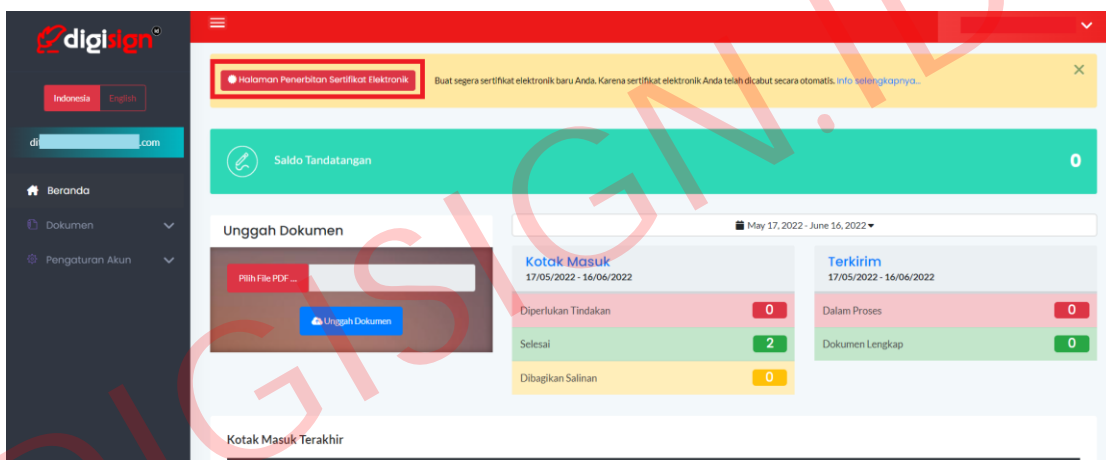 digisign®
id
Indonesia English
di .com
Beranda
Dokumen
Pengaturan Akun
Halaman Penerbitan Sertifikat Elektronik
Buat segera sertifikat elektronik baru Anda. Karena sertifikat elektronik Anda telah dicabut secara otomatis. Info selengkapnya...
×
Saldo Tandatangan
0
Unggah Dokumen
Pilih File PDF ...
Unggah Dokumen
May 17, 2022 - June 16, 2022
Kotak Masuk
17/05/2022 - 16/06/2022
Diperlukan Tindakan 0
Selesai 2
Dibagikan Salinan 0
Terkirim
17/05/2022 - 16/06/2022
Dalam Proses 0
Dokumen Lengkap 0
Kotak Masuk Terakhir
DIGISIGN.ID